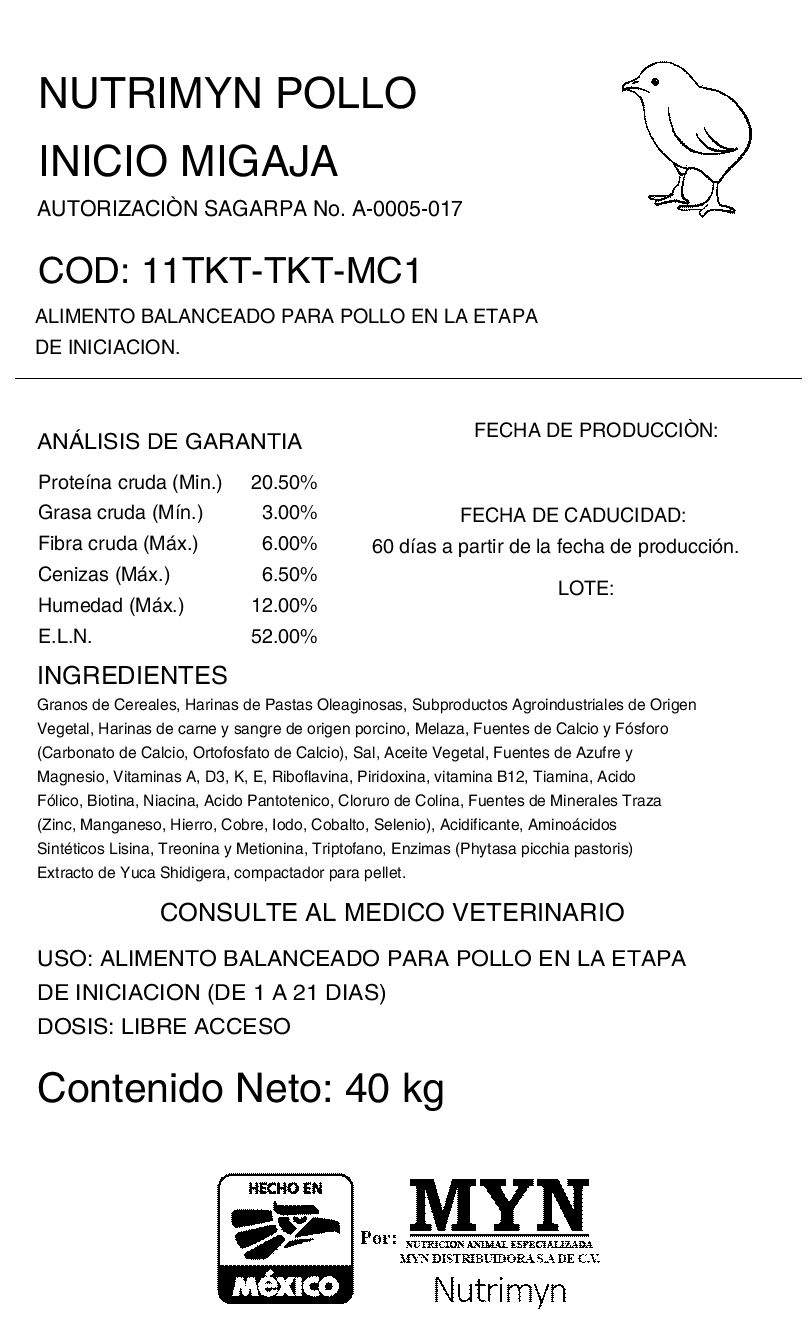 NUTRIMYN POLLO
INICIO MIGAJA
AUTORIZACIÒN SAGARPA No. A-0005-017
COD: 11TKT-TKT-MC1
ALIMENTO BALANCEADO PARA POLLO EN LA ETAPA
DE INICIACION.
ANÁLISIS DE GARANTIA
Proteína cruda (Min.) 20.50%
Grasa cruda (Mín.) 3.00%
Fibra cruda (Máx.) 6.00%
Cenizas (Máx.) 6.50%
Humedad (Máx.) 12.00%
E.L.N. 52.00%
FECHA DE PRODUCCIÒN:
FECHA DE CADUCIDAD:
60 días a partir de la fecha de producción.
LOTE:
INGREDIENTES
Granos de Cereales, Harinas de Pastas Oleaginosas, Subproductos Agroindustriales de Origen
Vegetal, Harinas de carne y sangre de origen porcino, Melaza, Fuentes de Calcio y Fósforo
(Carbonato de Calcio, Ortofosfato de Calcio), Sal, Aceite Vegetal, Fuentes de Azufre y
Magnesio, Vitaminas A, D3, K, E, Riboflavina, Piridoxina, vitamina B12, Tiamina, Acido
Fólico, Biotina, Niacina, Acido Pantotenico, Cloruro de Colina, Fuentes de Minerales Traza
(Zinc, Manganeso, Hierro, Cobre, Iodo, Cobalto, Selenio), Acidificante, Aminoácidos
Sintéticos Lisina, Treonina y Metionina, Triptofano, Enzimas (Phytasa picchia pastoris)
Extracto de Yuca Shidigera, compactador para pellet.
CONSULTE AL MEDICO VETERINARIO
USO: ALIMENTO BALANCEADO PARA POLLO EN LA ETAPA
DE INICIACION (DE 1 A 21 DIAS)
DOSIS: LIBRE ACCESO
Contenido Neto: 40 kg
HECHO EN
MéXICO
Por:
MYN
NUTRICION ANIMAL ESPECIALIZADA
MYN DISTRIBUIDORA S.A DE C.V.
Nutrimyn